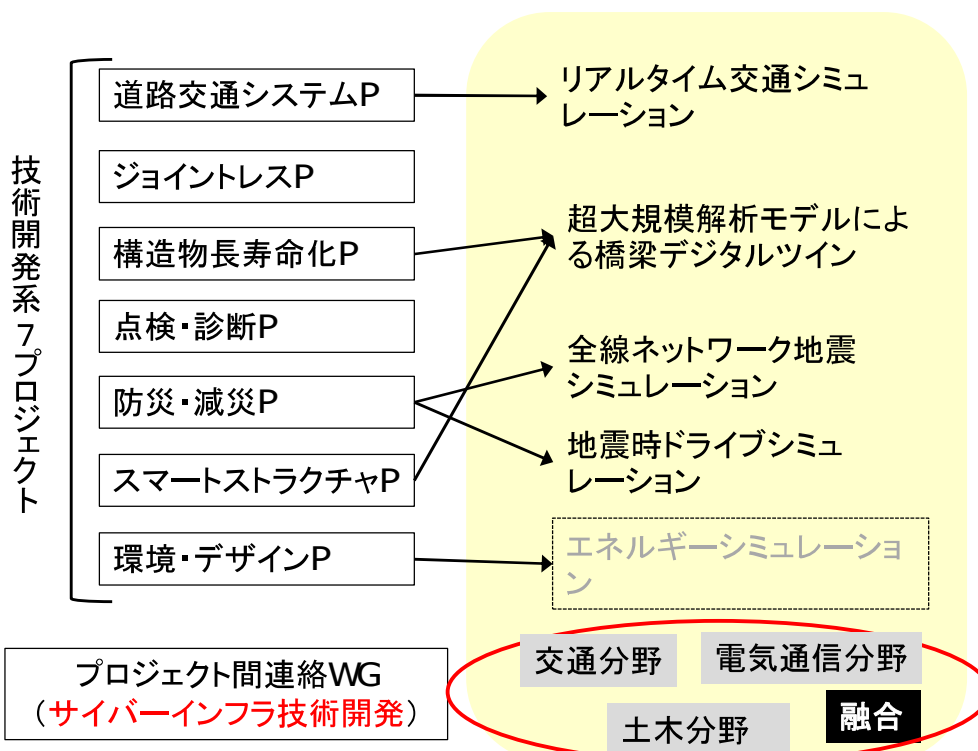 技術開発系7プロジェクト
道路交通システムP
ジョイントレスP
構造物長寿命化P
点検・診断P
防災・減災P
スマートストラクチャP
環境・デザインP
リアルタイム交通シミュ
レーション
超大規模解析モデルによ
る橋梁デジタルツイン
全線ネットワーク地震
シミュレーション
地震時ドライブシミュ
レーション
エネルギーシミュレーショ
ン
プロジェクト間連絡WG
（サイバーインフラ技術開発）
交通分野
電気通信分野
土木分野
融合